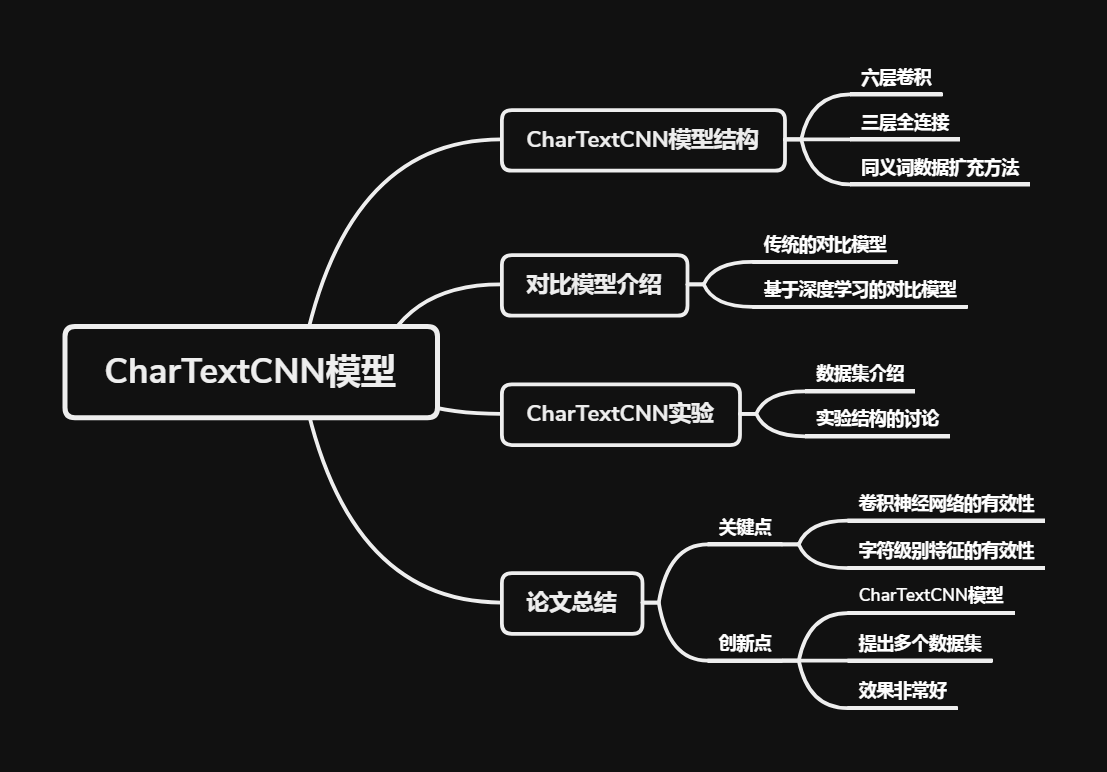 CharTextCNN模型
CharTextCNN模型结构
六层卷积
三层全连接
同义词数据扩充方法
对比模型介绍
传统的对比模型
基于深度学习的对比模型
CharTextCNN实验
数据集介绍
实验结构的讨论
论文总结
关键点
卷积神经网络的有效性
字符级别特征的有效性
创新点
CharTextCNN模型
提出多个数据集
效果非常好